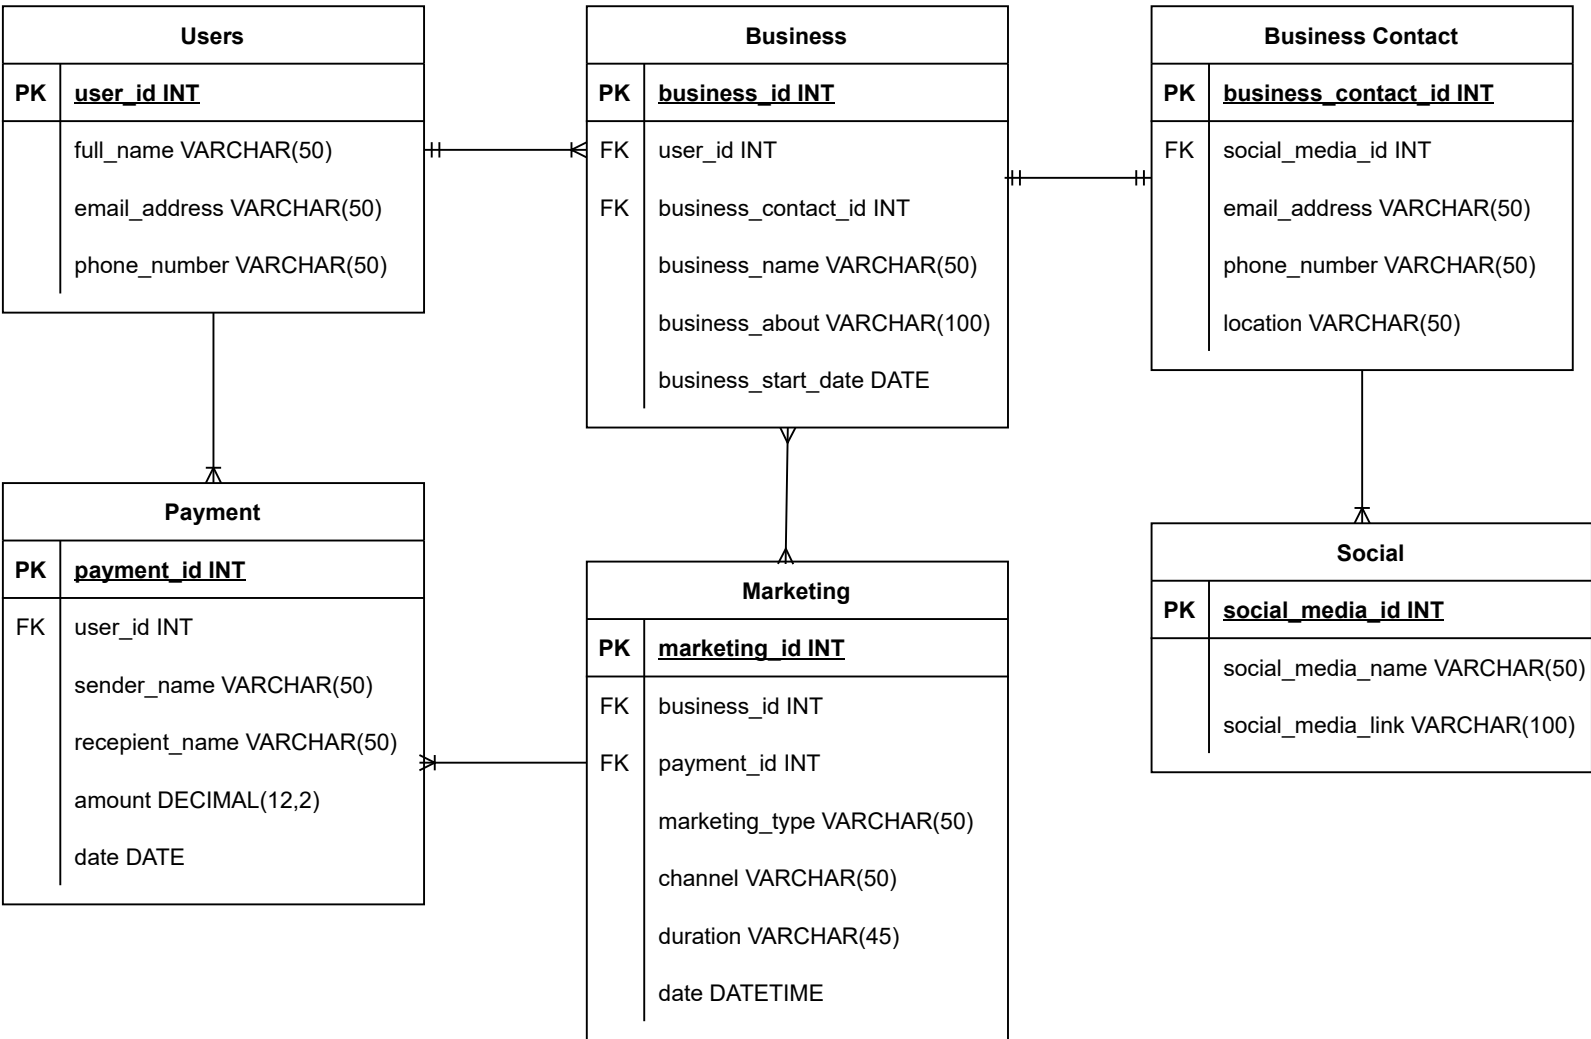 Users
PK user_id INT
full_name VARCHAR(50)
email_address VARCHAR(50)
phone_number VARCHAR(50)
Business
PK business_id INT
FK user_id INT
FK business_contact_id INT
business_name VARCHAR(50)
business_about VARCHAR(100)
business_start_date DATE
Business Contact
PK business_contact_id INT
FK social_media_id INT
email_address VARCHAR(50)
phone_number VARCHAR(50)
location VARCHAR(50)
Payment
PK payment_id INT
FK user_id INT
sender_name VARCHAR(50)
recepient_name VARCHAR(50)
amount DECIMAL(12,2)
date DATE
Marketing
PK marketing_id INT
FK business_id INT
FK payment_id INT
marketing_type VARCHAR(50)
channel VARCHAR(50)
duration VARCHAR(45)
date DATETIME
Social
PK social_media_id INT
social_media_name VARCHAR(50)
social_media_link VARCHAR(100)